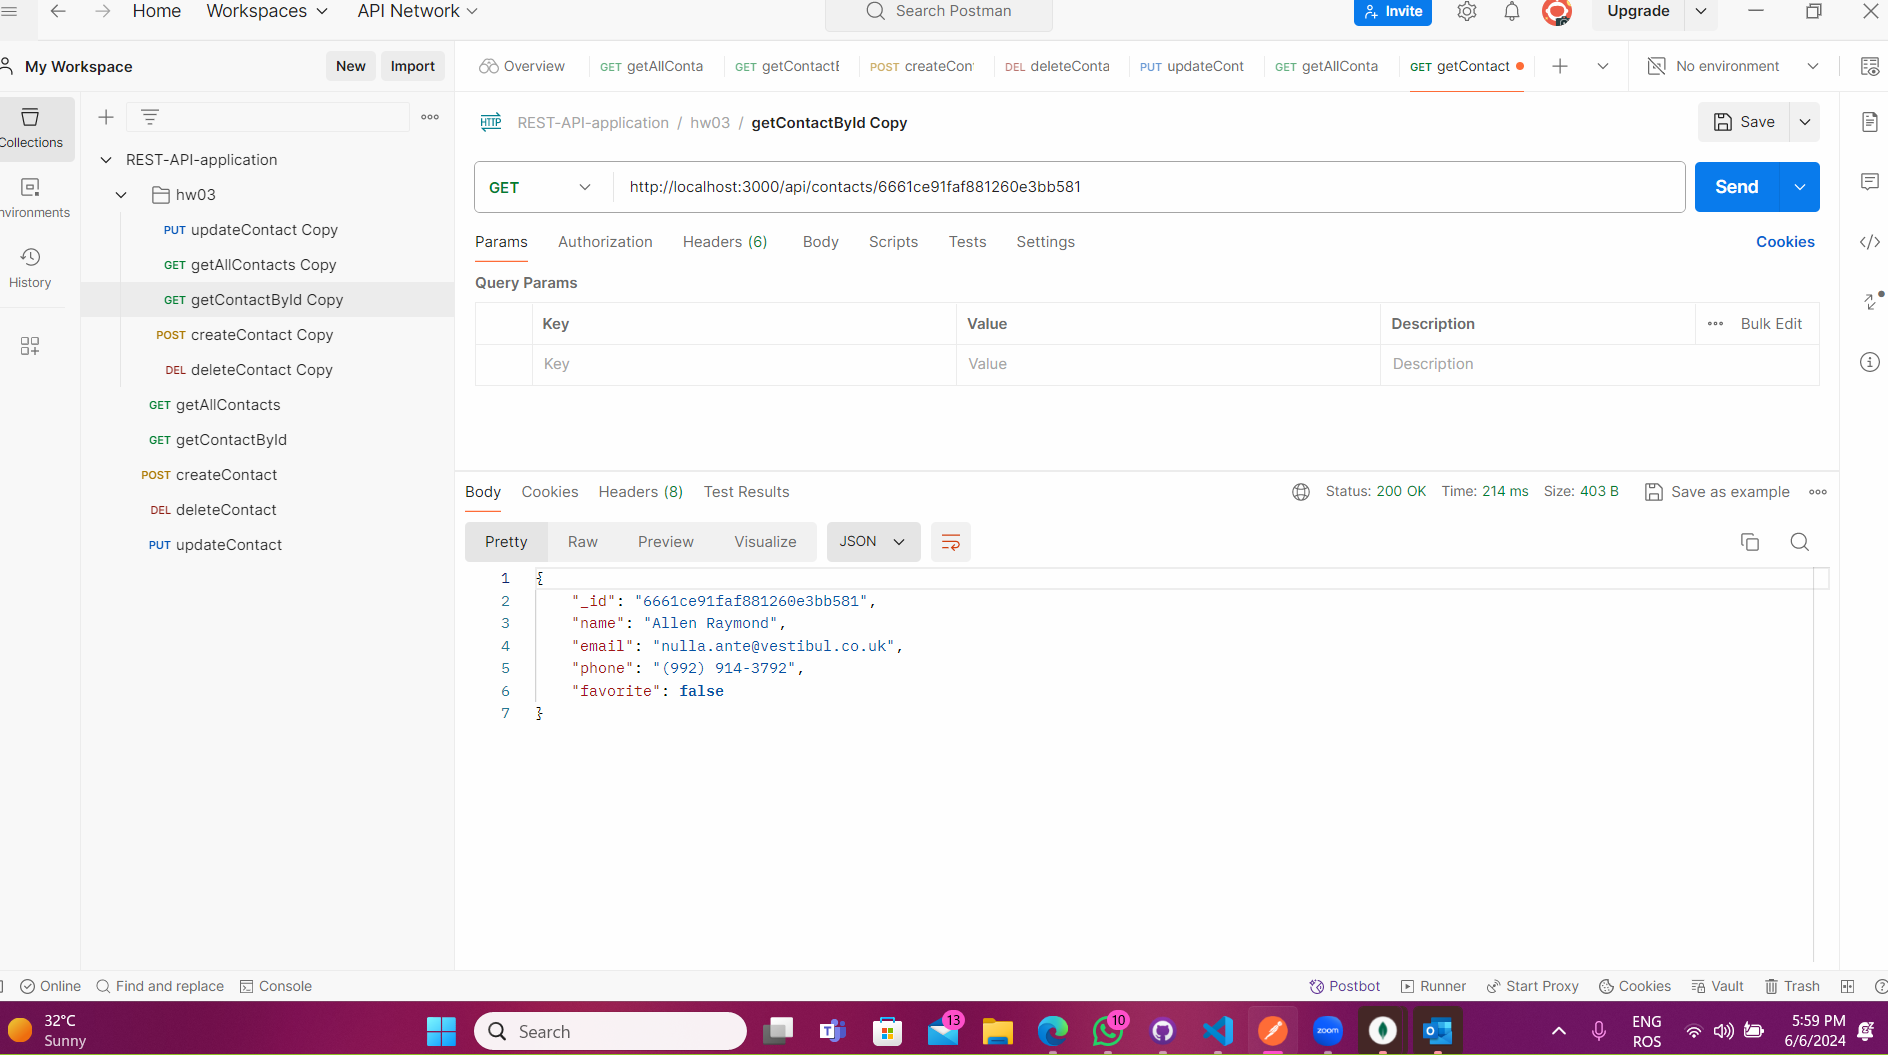 Home Workspaces API Network Search Postman Invite Upgrade
My Workspace New Import Overview GET getAllConta GET getContactE POST createCon DEL deleteConta PUT updateCont GET getAllConta GET getContact No environment
Collections
nvironments
History
REST-API-application
hw03
PUT updateContact Copy
GET getAllContacts Copy
GET getContactById Copy
POST createContact Copy
DEL deleteContact Copy
GET getAllContacts
GET getContactById
POST createContact
DEL deleteContact
PUT updateContact
HTTP REST-API-application / hw03 / getContactById Copy Save
GET http://localhost:3000/api/contacts/6661ce91faf881260e3bb581 Send
Params Authorization Headers (6) Body Scripts Tests Settings Cookies
Query Params
Key Value Description Bulk Edit
Key Value Description
Body Cookies Headers (8) Test Results Status: 200 OK Time: 214 ms Size: 403 B Save as example
Pretty Raw Preview Visualize JSON
1 {
2 "_id": "6661ce91faf881260e3bb581",
3 "name": "Allen Raymond",
4 "email": "nulla.ante@vestibul.co.uk",
5 "phone": "(992) 914-3792",
6 "favorite": false
7 }
Online Find and replace Console Postbot Runner Start Proxy Cookies Vault Trash
32°C
Sunny
Search 13 10 zoom
ENG
ROS
5:59 PM
6/6/2024